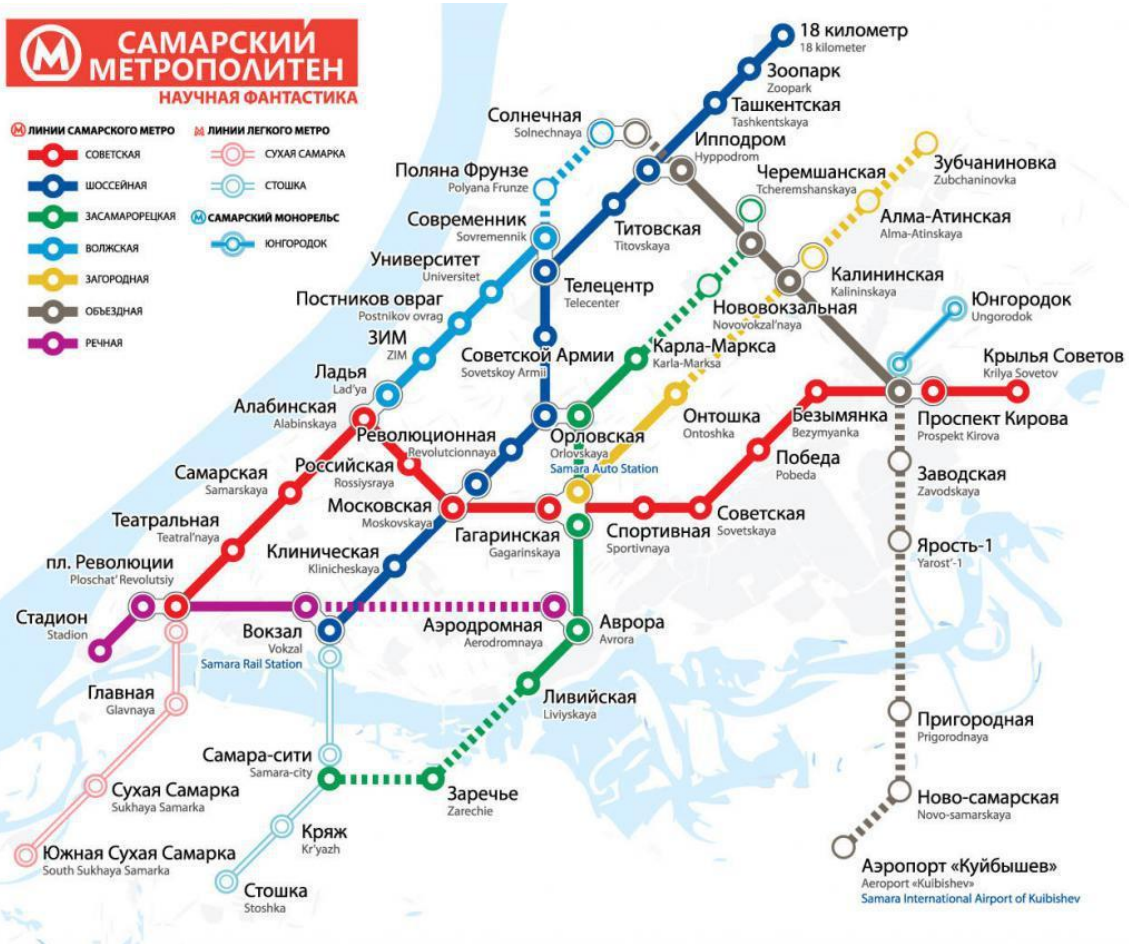 САМАРСКИЙ
МЕТРОПОЛИТЕН
НАУЧНАЯ ФАНТАСТИКА
ЛИНИИ САМАРСКОГО МЕТРО
СОВЕТСКАЯ
ШОССЕЙНАЯ
ЗАСАМАРОРЕЦКАЯ
ВОЛЖСКАЯ
ЗАГОРОДНАЯ
ОБЪЕЗДНАЯ
РЕЧНАЯ
ЛИНИИ ЛЕГКОГО МЕТРО
СУХАЯ САМАРКА
СТОШКА
САМАРСКИЙ МОНОРЕЛЬС
ЮНГОРОДОК
18 километр
18 kilometer
Зоопарк
Zoopark
Ташкентская
Tashkentskaya
Солнечная
Solnechnaya
Ипподром
Hyppodrom
Поляна Фрунзе
Polyana Frunze
Черемшанская
Tcheremshanskaya
Зубчаниновка
Zubchaninovka
Современник
Sovremennik
Титовская
Titovskaya
Алма-Атинская
Alma-Atinskaya
Университет
Universitet
Телецентр
Telecenter
Калининская
Kalininskaya
Постников овраг
Postnikov ovrag
Нововокзальная
Novovokzal'naya
Юнгородок
Ungorodok
ЗИМ
ZIM
Советской Армии
Sovetskoy Armii
Карла-Маркса
Karla-Marksa
Крылья Советов
Krilya Sovetov
Ладья
Lad'ya
Алабинская
Alabinskaya
Революционная
Revolutcionnaya
Орловская
Orlovskaya
Samara Auto Station
Онтошка
Ontoshka
Безымянка
Bezymyanka
Проспект Кирова
Prospekt Kirova
Самарская
Samarskaya
Российская
Rossiysraya
Победа
Pobeda
Заводская
Zavodskaya
Театральная
Teatral'naya
Московская
Moskovskaya
Гагаринская
Gagarinskaya
Спортивная
Sportivnaya
Советская
Sovetskaya
Клиническая
Klinicheskaya
Ярость-1
Yarost'-1
пл. Революции
Ploschat' Revolutsiy
Стадион
Stadion
Вокзал
Vokzal
Samara Rail Station
Аэродромная
Aerodromnaya
Аврора
Avrora
Главная
Glavnaya
Ливийская
Liviyskaya
Пригородная
Prigorodnaya
Самара-сити
Samara-city
Сухая Самарка
Sukhaya Samarka
Заречье
Zarechie
Ново-самарская
Novo-samarskaya
Кряж
Kr'yazh
Южная Сухая Самарка
South Sukhaya Samarka
Стошка
Stoshka
Аэропорт «Куйбышев»
Aeroport «Kuibishev»
Samara International Airport of Kuibishev